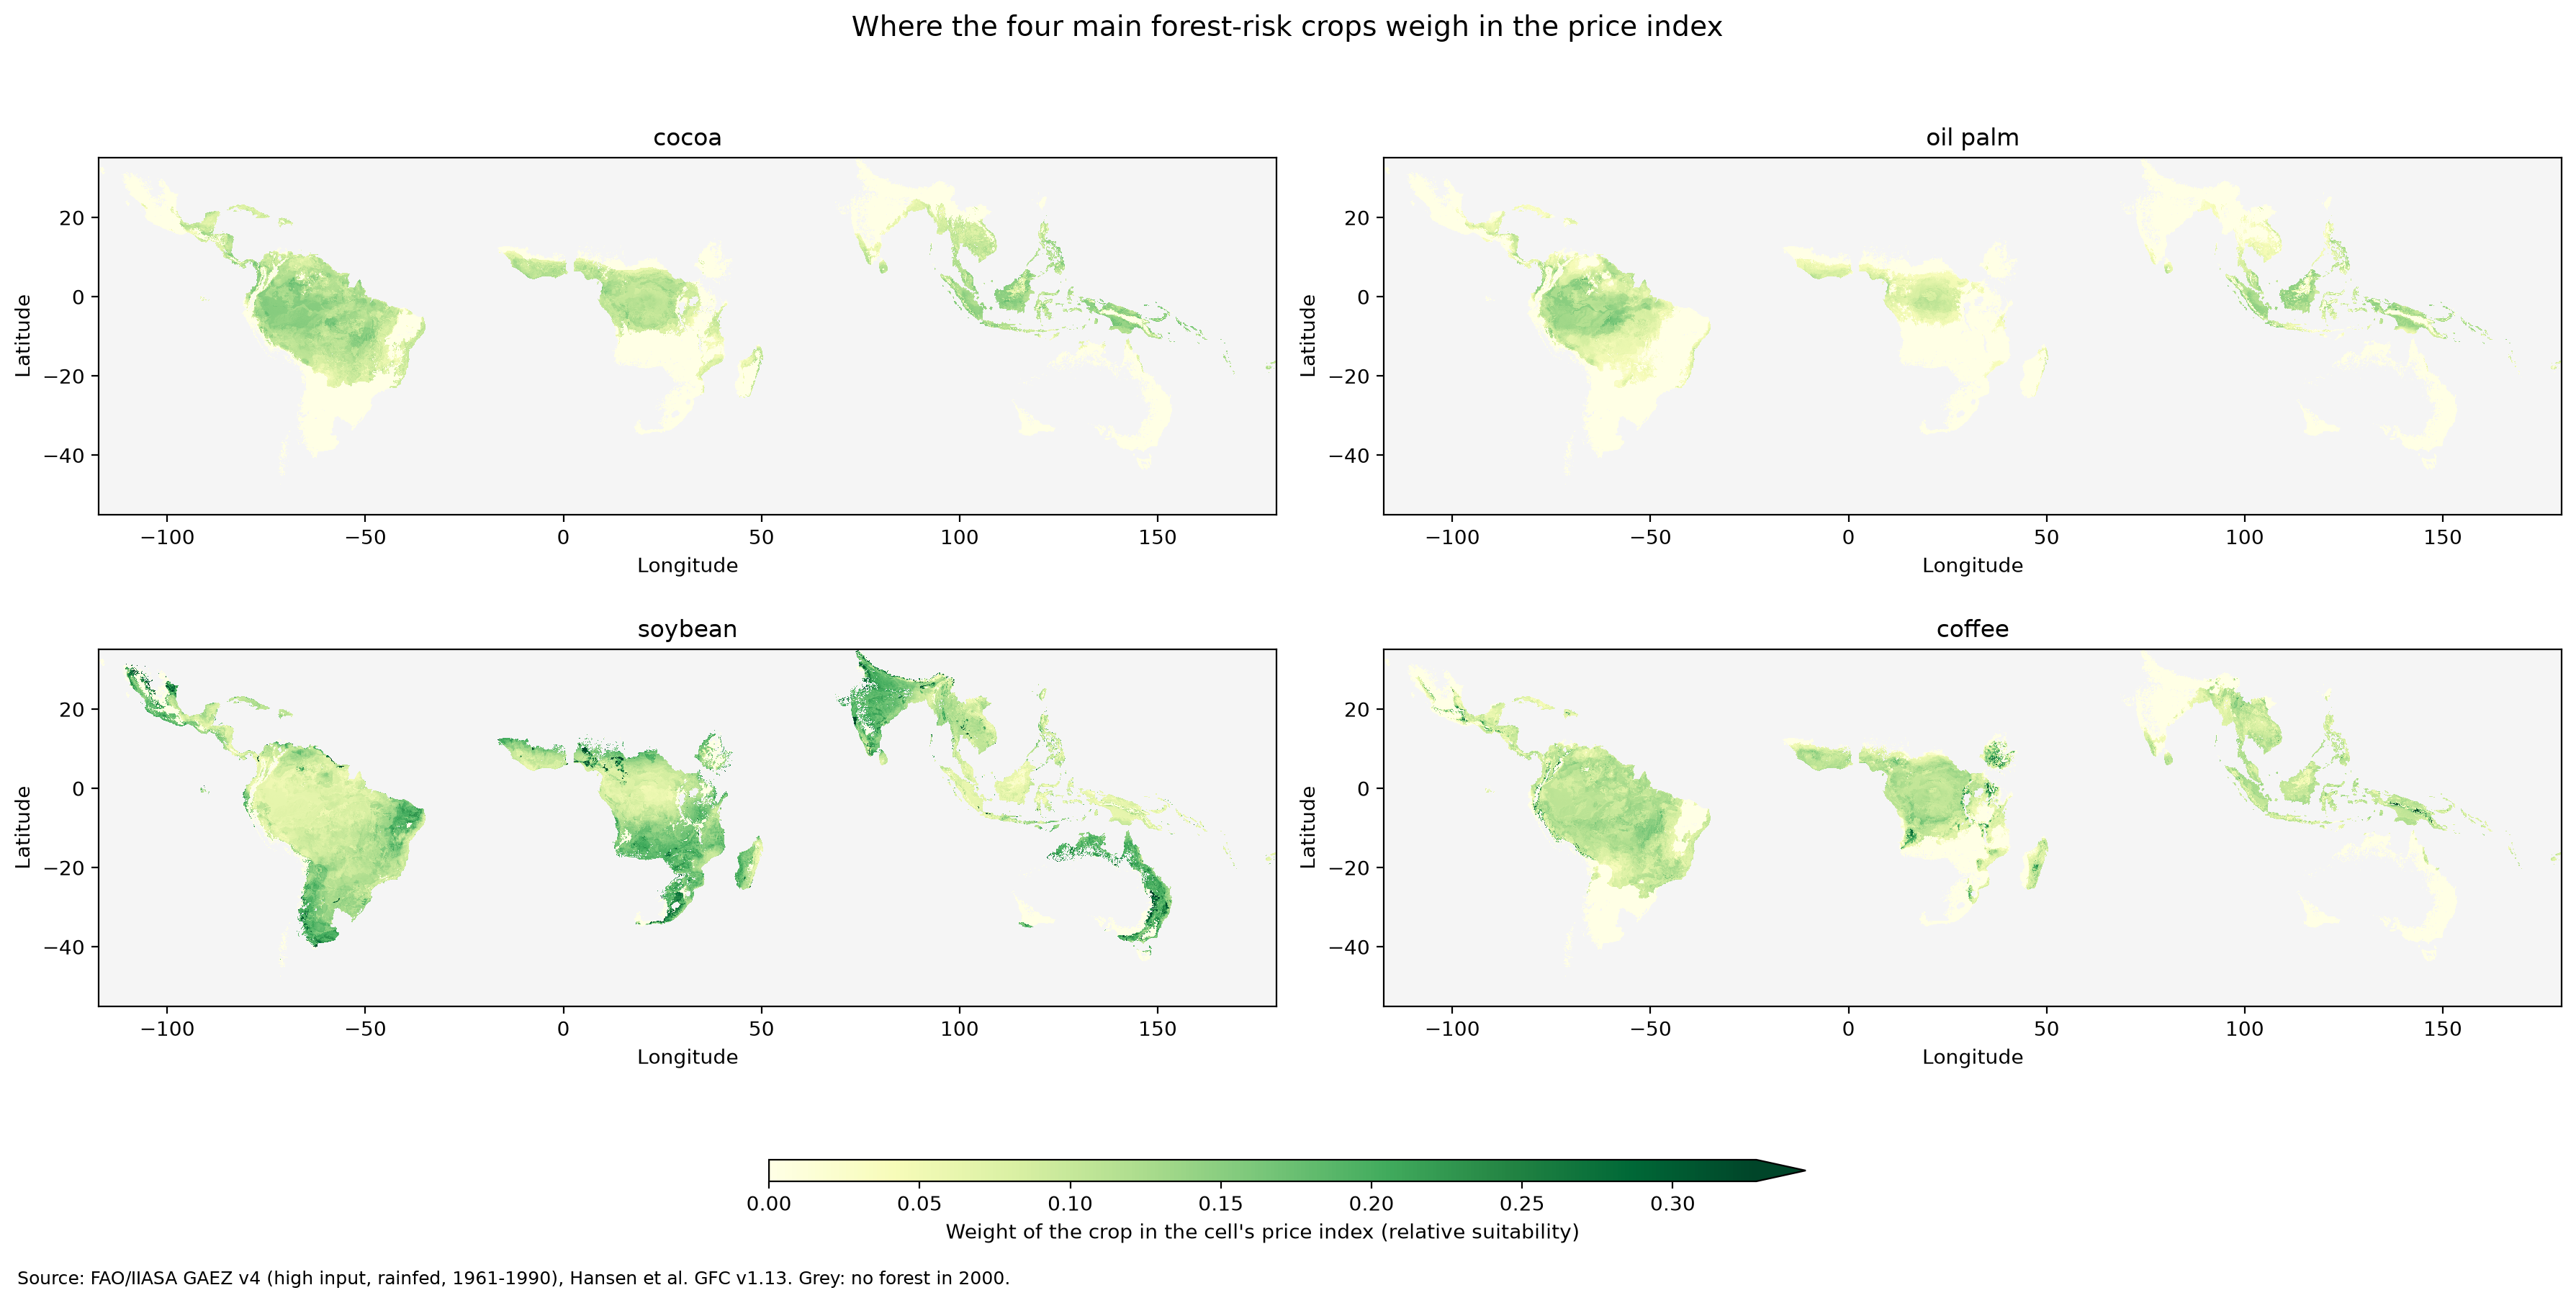 Where the four main forest-risk crops weigh in the price index
cocoa
20
0
−20
−40
Latitude
−100 −50 0 50 100 150
Longitude
oil palm
20
0
−20
−40
Latitude
−100 −50 0 50 100 150
Longitude
soybean
20
0
−20
−40
Latitude
−100 −50 0 50 100 150
Longitude
coffee
20
0
−20
−40
Latitude
−100 −50 0 50 100 150
Longitude
0.00 0.05 0.10 0.15 0.20 0.25 0.30
Weight of the crop in the cell's price index (relative suitability)
Source: FAO/IIASA GAEZ v4 (high input, rainfed, 1961-1990), Hansen et al. GFC v1.13. Grey: no forest in 2000.